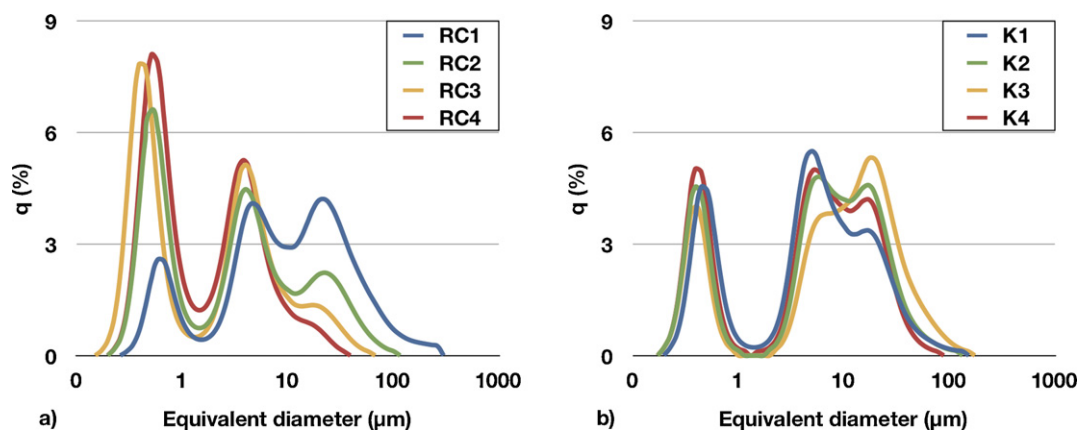 9
6
3
0
q (%)
RC1
RC2
RC3
RC4
0 1 10 100 1000
a) Equivalent diameter (μm)
9
6
3
0
q (%)
K1
K2
K3
K4
0 1 10 100 1000
b) Equivalent diameter (μm)